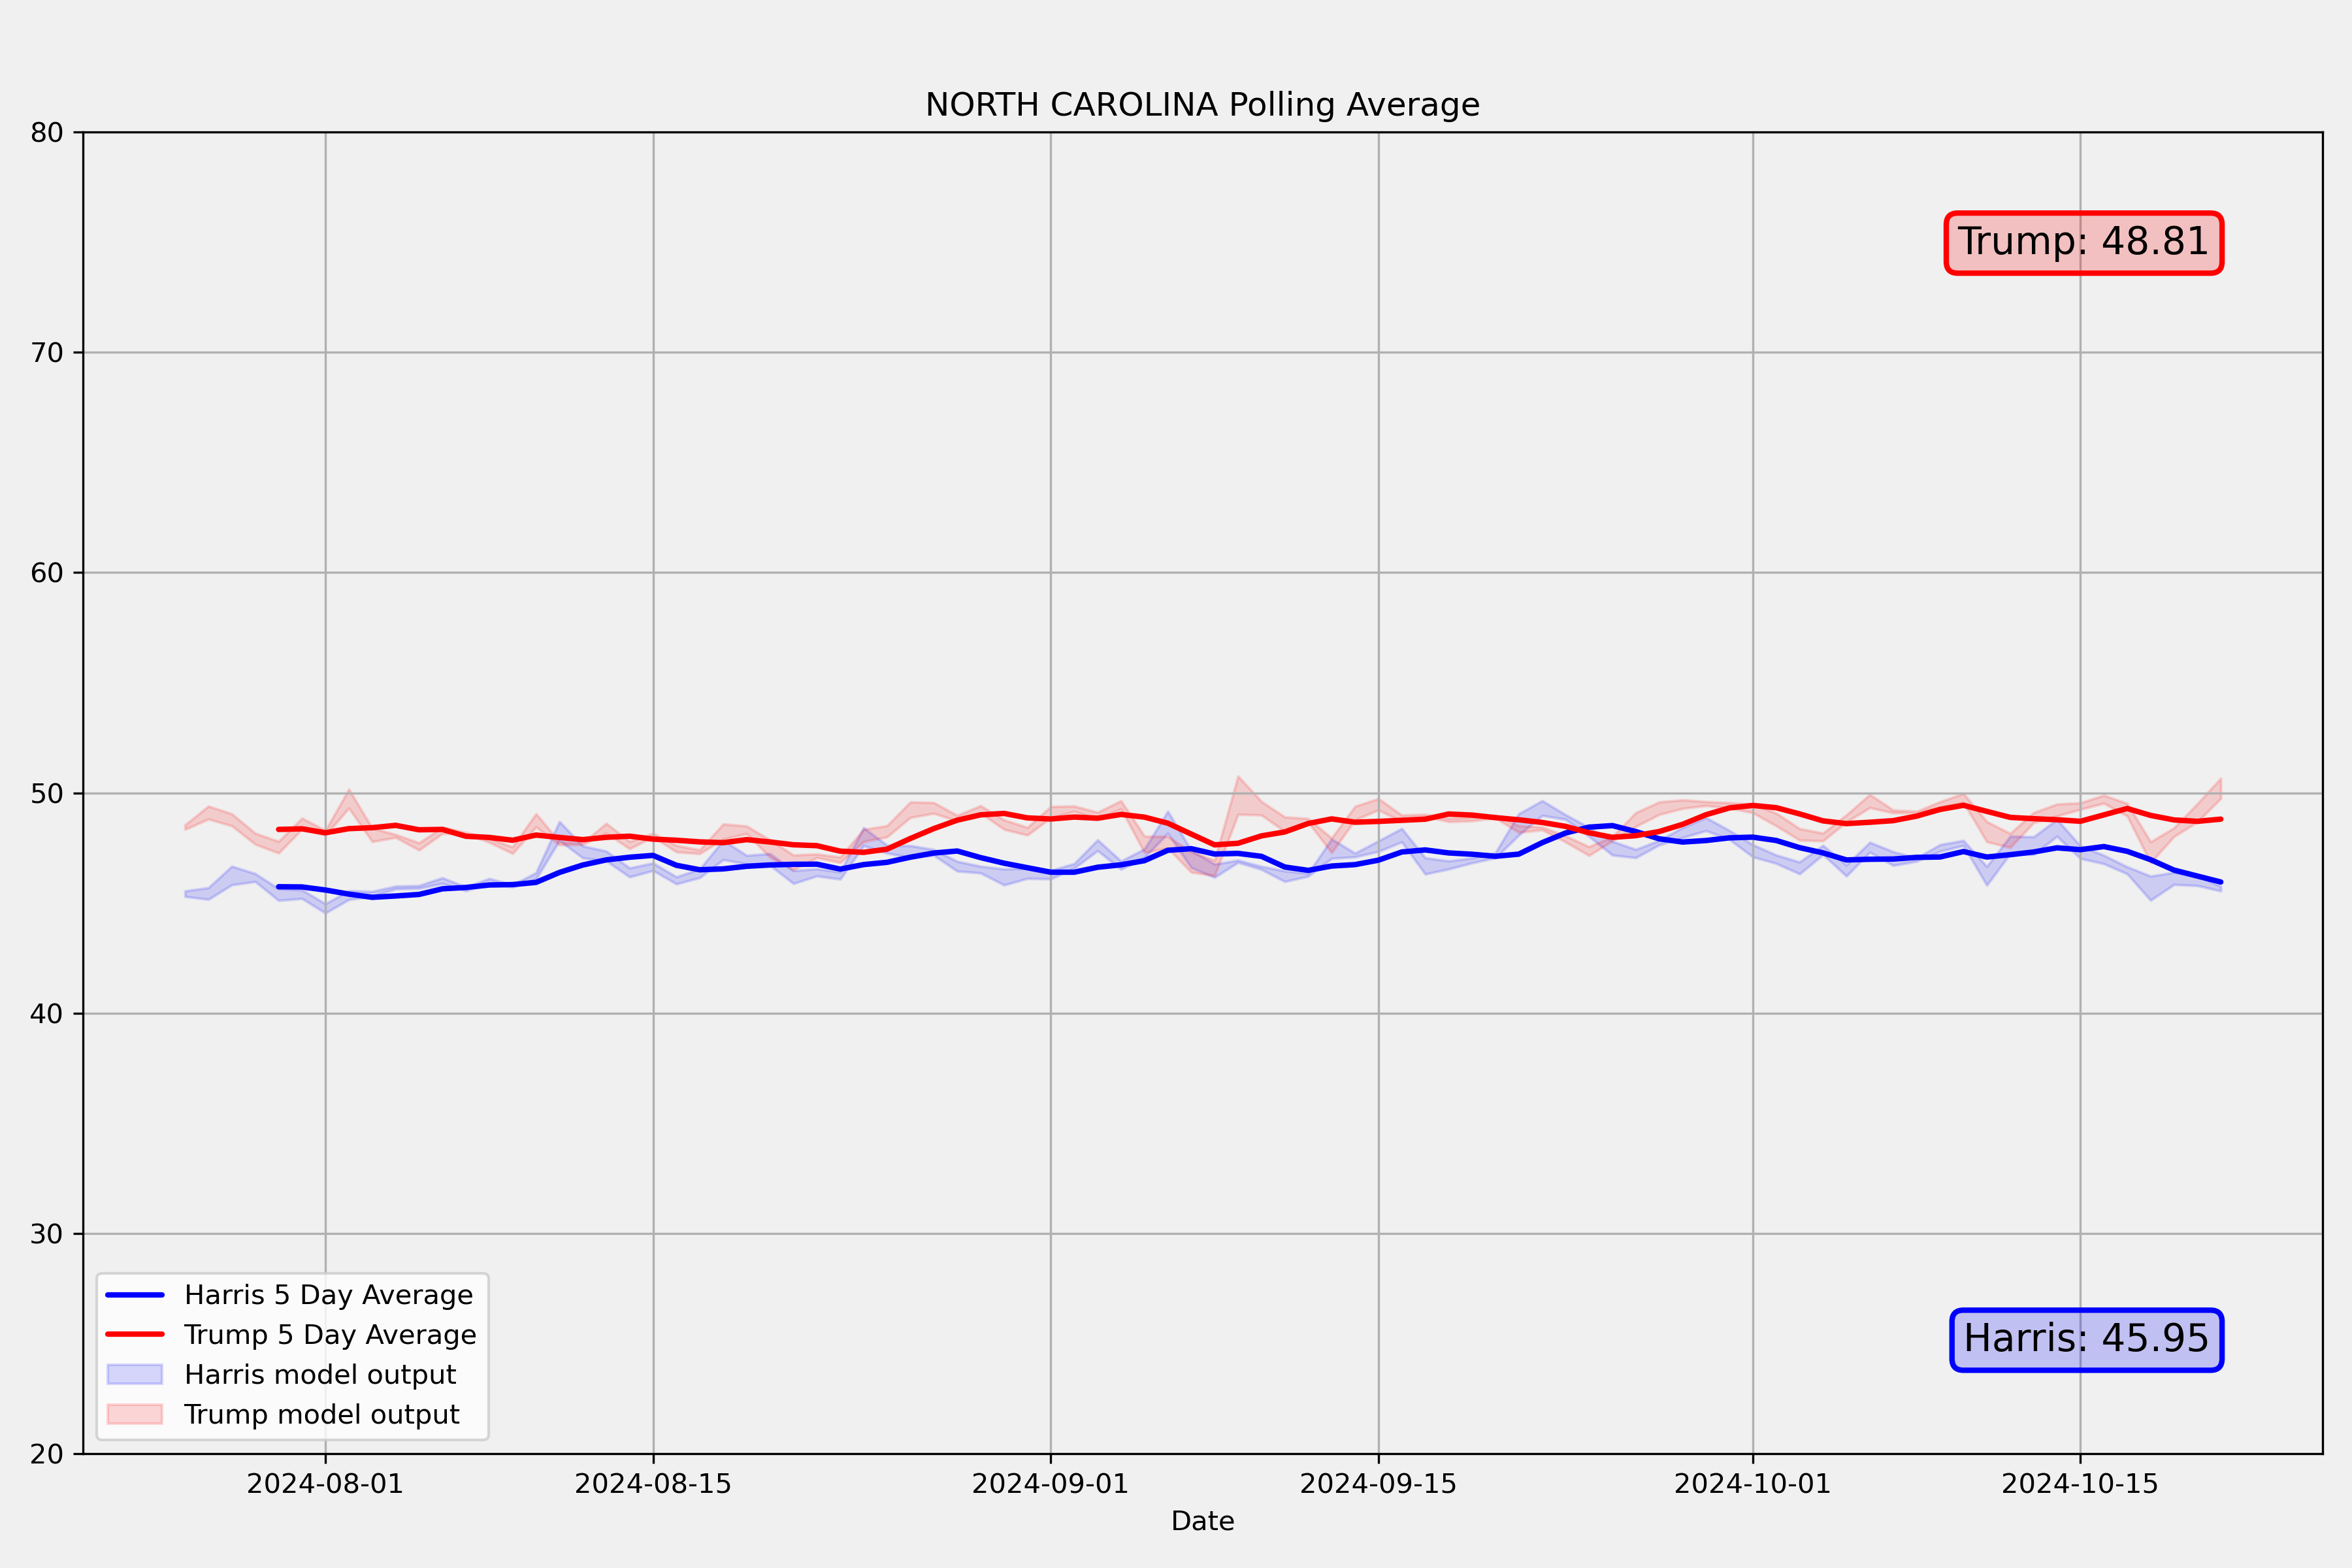 NORTH CAROLINA Polling Average
80
70
60
50
40
30
20
Trump: 48.81
Harris: 45.95
Harris 5 Day Average
Trump 5 Day Average
Harris model output
Trump model output
2024-08-01 2024-08-15 2024-09-01 2024-09-15 2024-10-01 2024-10-15
Date